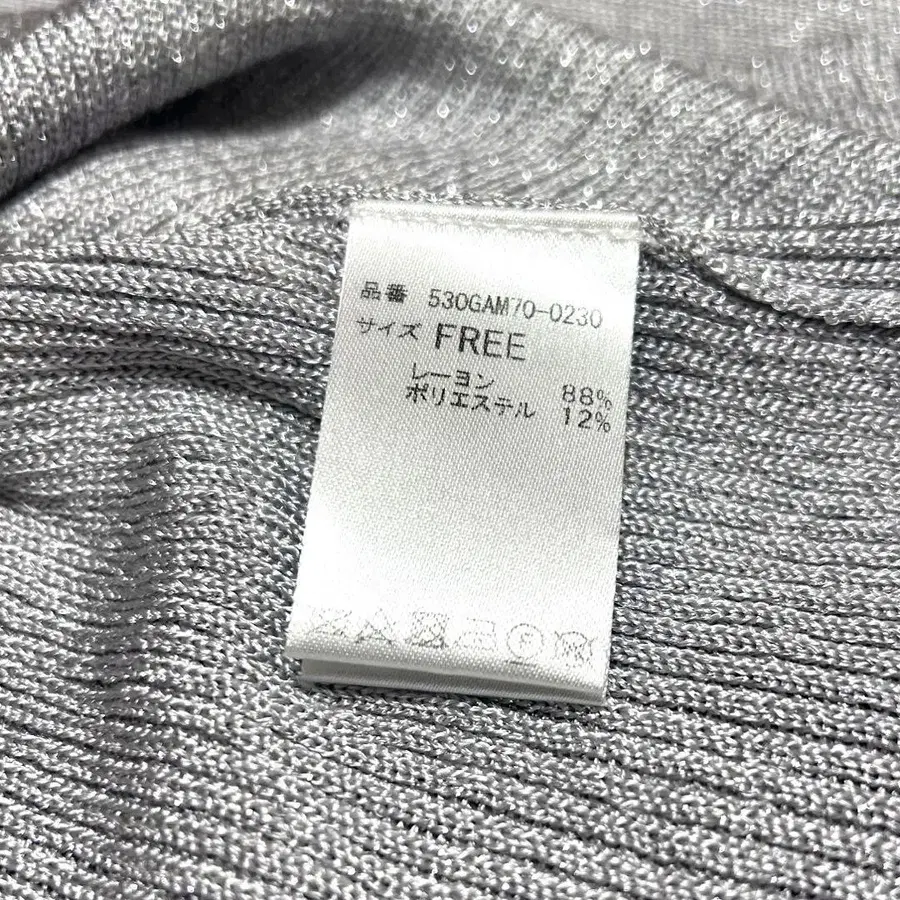 品番 530GAM70-0230
サイズ FREE
レーヨン 88%
ポリエステル 12%